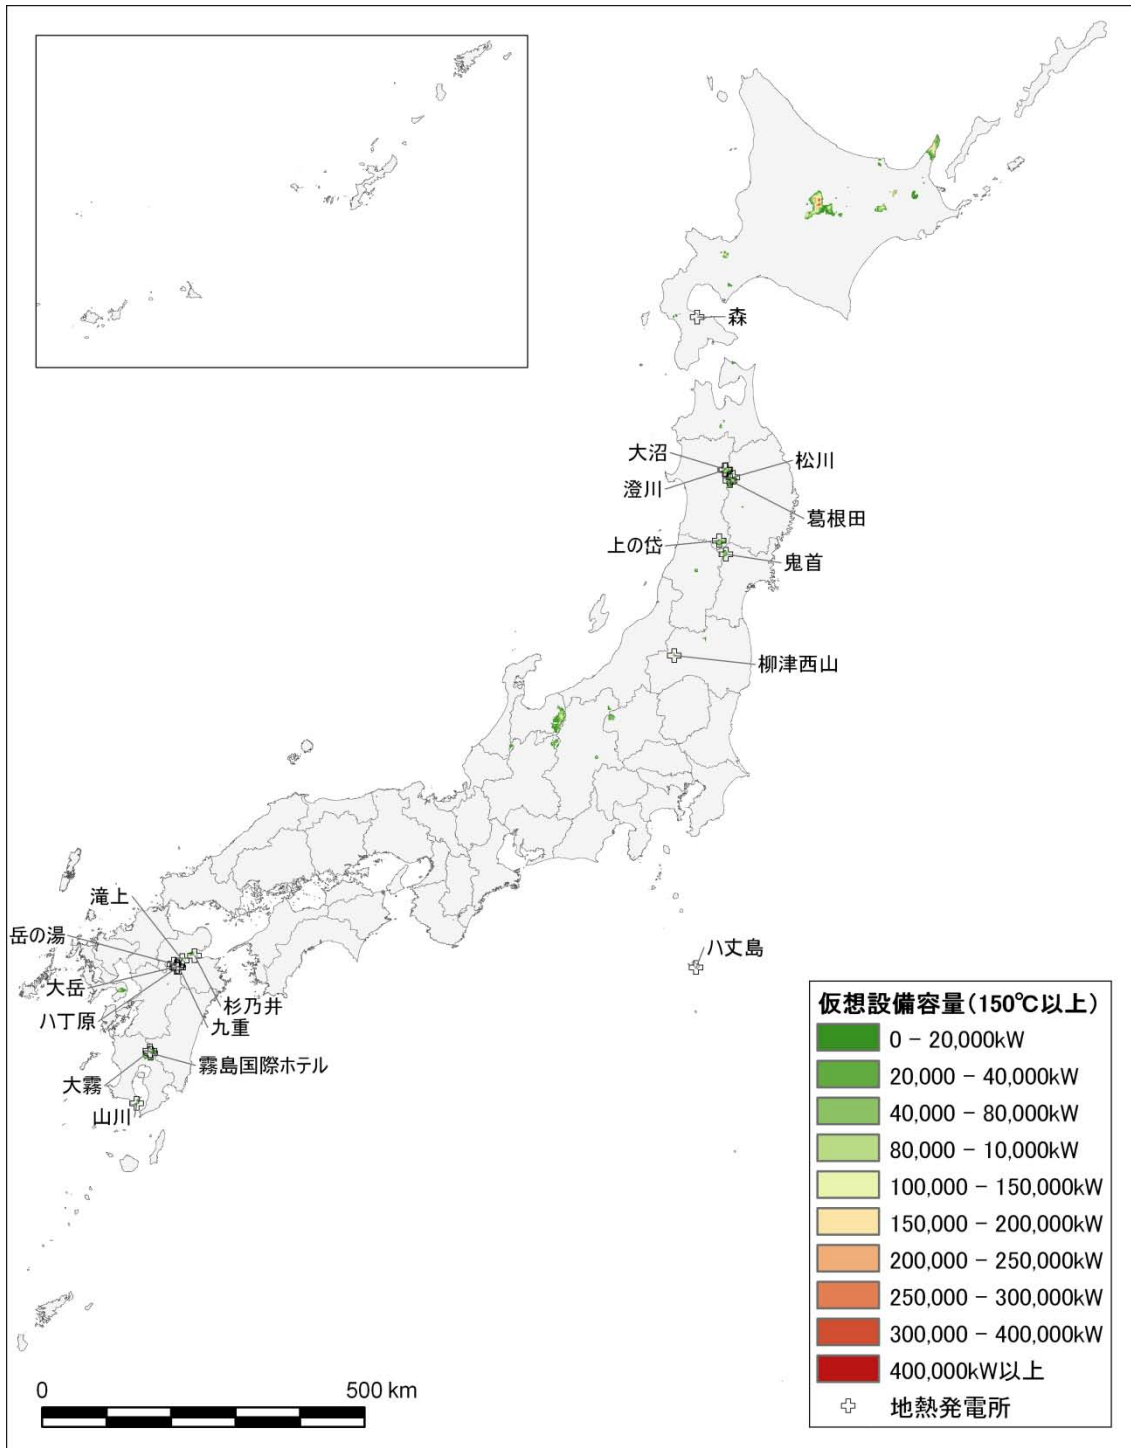 森
大沼
松川
澄川
葛根田
上の岱
鬼首
柳津西山
滝上
岳の湯
八丈島
大岳
杉乃井
八丁原
九重
霧島国際ホテル
大霧
山川
仮想設備容量(150℃以上)
0 - 20,000kW
20,000 - 40,000kW
40,000 - 80,000kW
80,000 - 10,000kW
100,000 - 150,000kW
150,000 - 200,000kW
200,000 - 250,000kW
250,000 - 300,000kW
300,000 - 400,000kW
400,000kW以上
地熱発電所
0 500 km